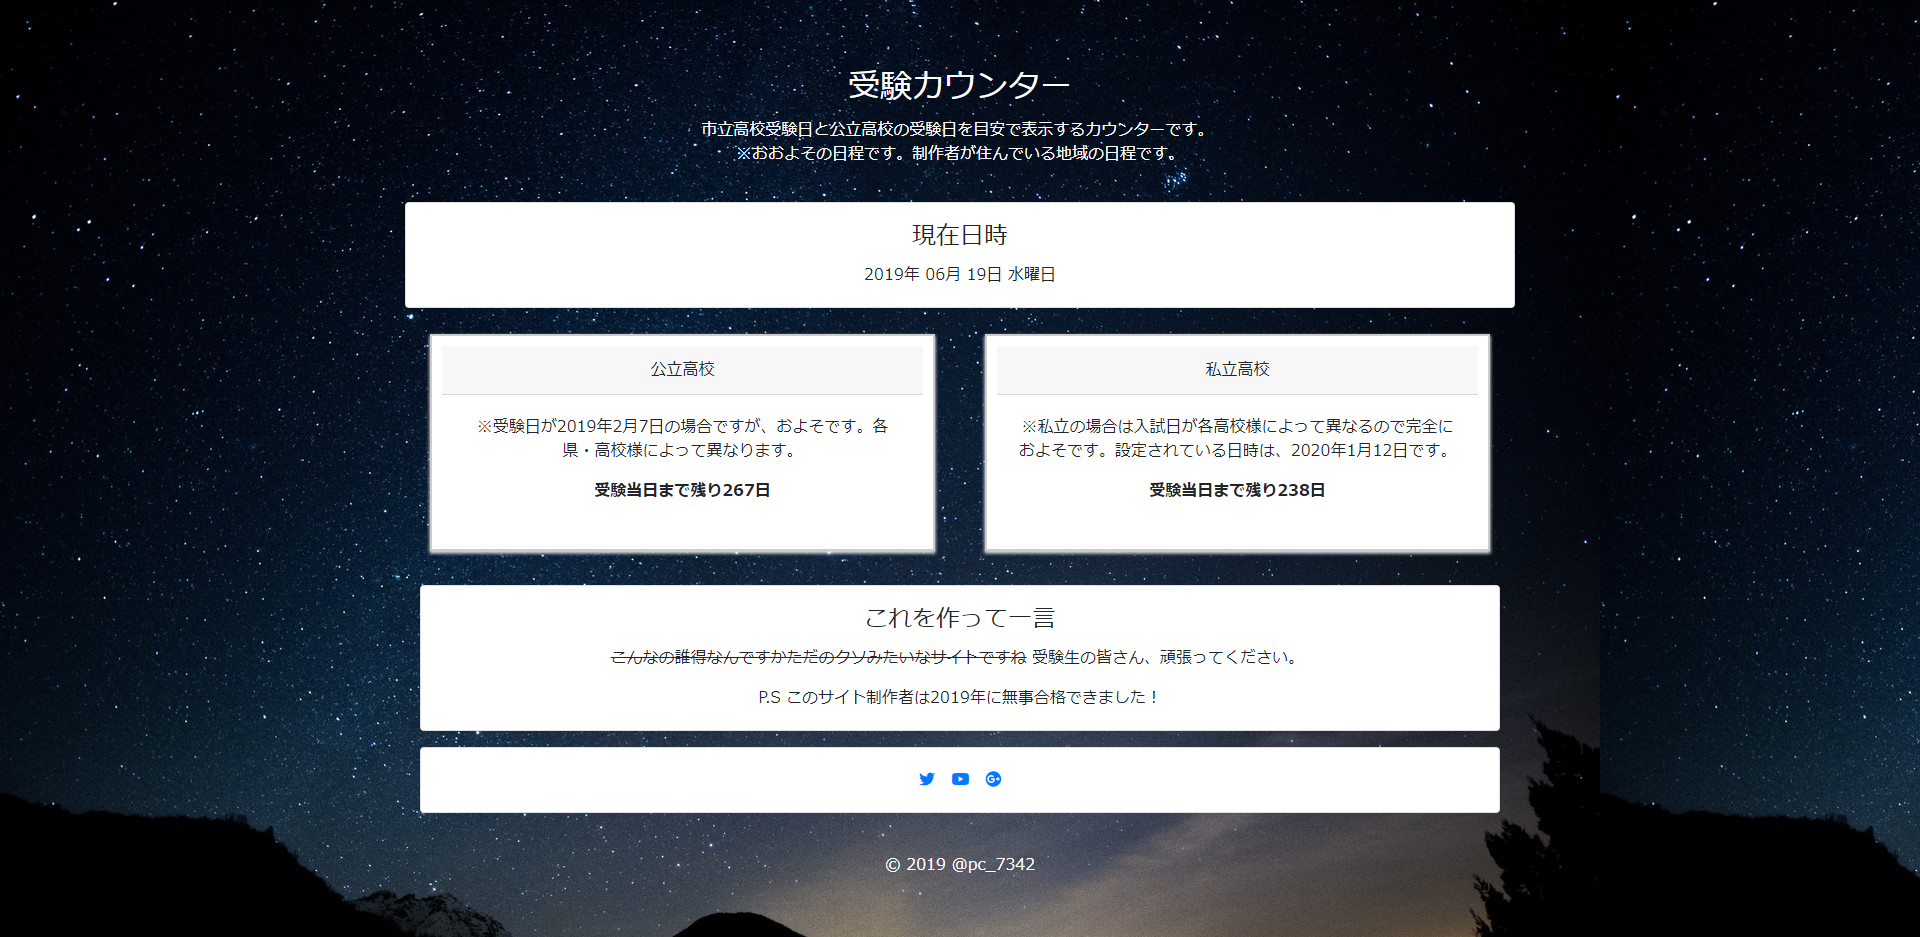 受験カウンター
市立高校受験日と公立高校の受験日を目安で表示するカウンターです。
※おおよその日程です。制作者が住んでいる地域の日程です。
現在日時
2019年 06月 19日 水曜日
公立高校
※受験日が2019年2月7日の場合ですが、およそです。各
県・高校様によって異なります。
受験当日まで残り267日
私立高校
※私立の場合は入試日が各高校様によって異なるので完全に
およそです。設定されている日時は、2020年1月12日です。
受験当日まで残り238日
これを作って一言
こんなの誰得なんですかただのクソみたいなサイトですね 受験生の皆さん、頑張ってください。
P.S このサイト制作者は2019年に無事合格できました！
© 2019 @pc_7342